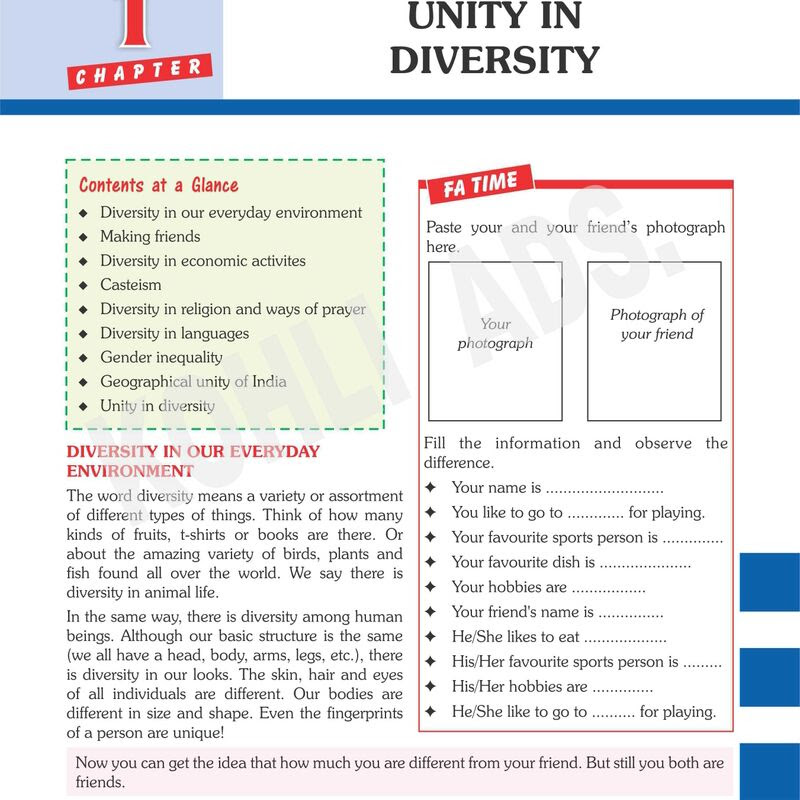 1
CHAPTER
UNITY IN
DIVERSITY
Contents at a Glance
◆ Diversity in our everyday environment
◆ Making friends
◆ Diversity in economic activites
◆ Casteism
◆ Diversity in religion and ways of prayer
◆ Diversity in languages
◆ Gender inequality
◆ Geographical unity of India
◆ Unity in diversity
DIVERSITY IN OUR EVERYDAY
ENVIRONMENT
The word diversity means a variety or assortment
of different types of things. Think of how many
kinds of fruits, t-shirts or books are there. Or
about the amazing variety of birds, plants and
fish found all over the world. We say there is
diversity in animal life.
In the same way, there is diversity among human
beings. Although our basic structure is the same
(we all have a head, body, arms, legs, etc.), there
is diversity in our looks. The skin, hair and eyes
of all individuals are different. Our bodies are
different in size and shape. Even the fingerprints
of a person are unique!
FA TIME
Paste your and your friend's photograph
here.
Your
photograph
Photograph of
your friend
Fill the information and observe the
difference.
✦ Your name is ...........................
✦ You like to go to ............. for playing.
✦ Your favourite sports person is ..............
✦ Your favourite dish is .....................
✦ Your hobbies are .................
✦ Your friend's name is ...............
✦ He/She likes to eat ...................
✦ His/Her favourite sports person is .........
✦ His/Her hobbies are ..............
✦ He/She like to go to .......... for playing.
Now you can get the idea that how much you are different from your friend. But still you both are
friends.
KOHLI ADS.